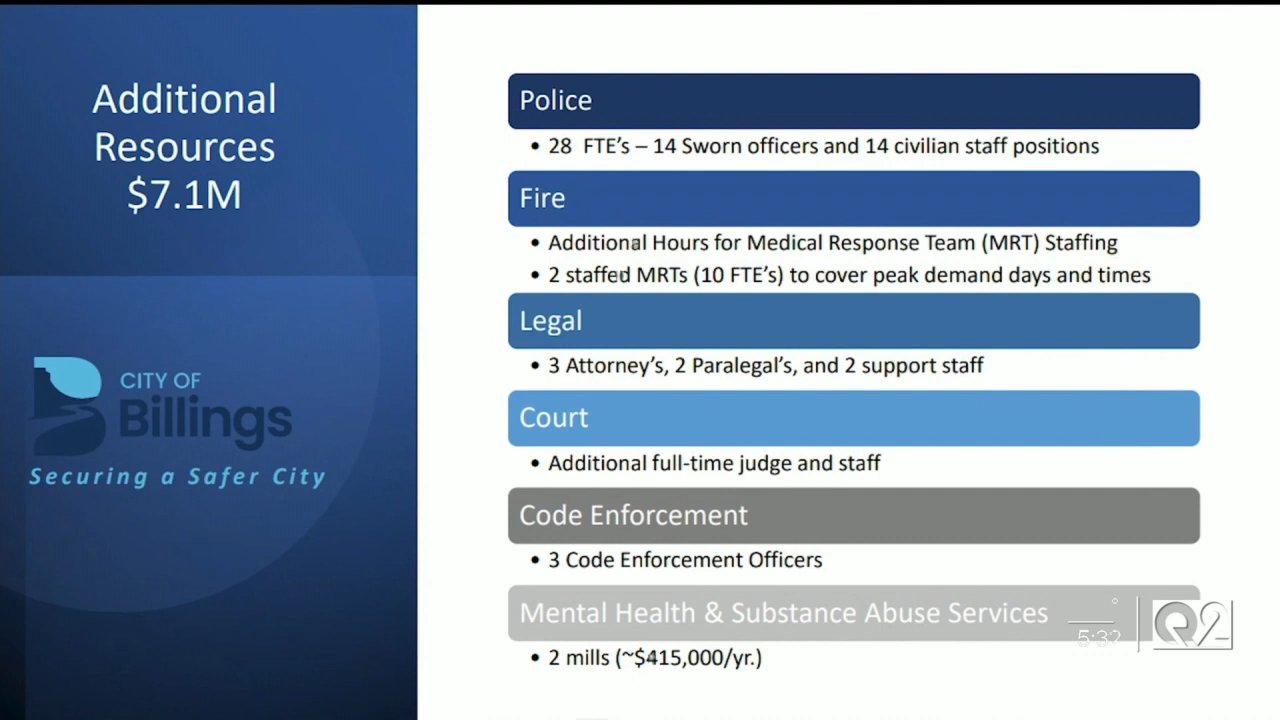 Additional
Resources
$7.1M
CITY OF
Billings
Securing a Safer City
Police
• 28 FTE's – 14 Sworn officers and 14 civilian staff positions
Fire
• Additional Hours for Medical Response Team (MRT) Staffing
• 2 staffed MRTs (10 FTE's) to cover peak demand days and times
Legal
• 3 Attorney's, 2 Paralegal's, and 2 support staff
Court
• Additional full-time judge and staff
Code Enforcement
• 3 Code Enforcement Officers
Mental Health & Substance Abuse Services
• 2 mills (~$415,000/yr.)
5:32
Q2